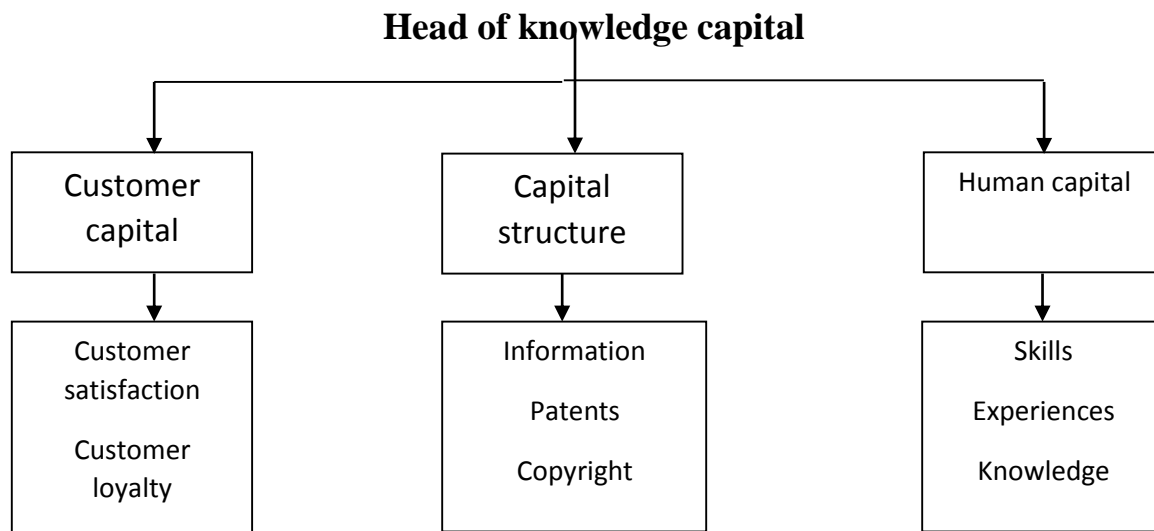 Head of knowledge capital
Customer
capital
Capital
structure
Human capital
Customer
satisfaction
Customer
loyalty
Information
Patents
Copyright
Skills
Experiences
Knowledge